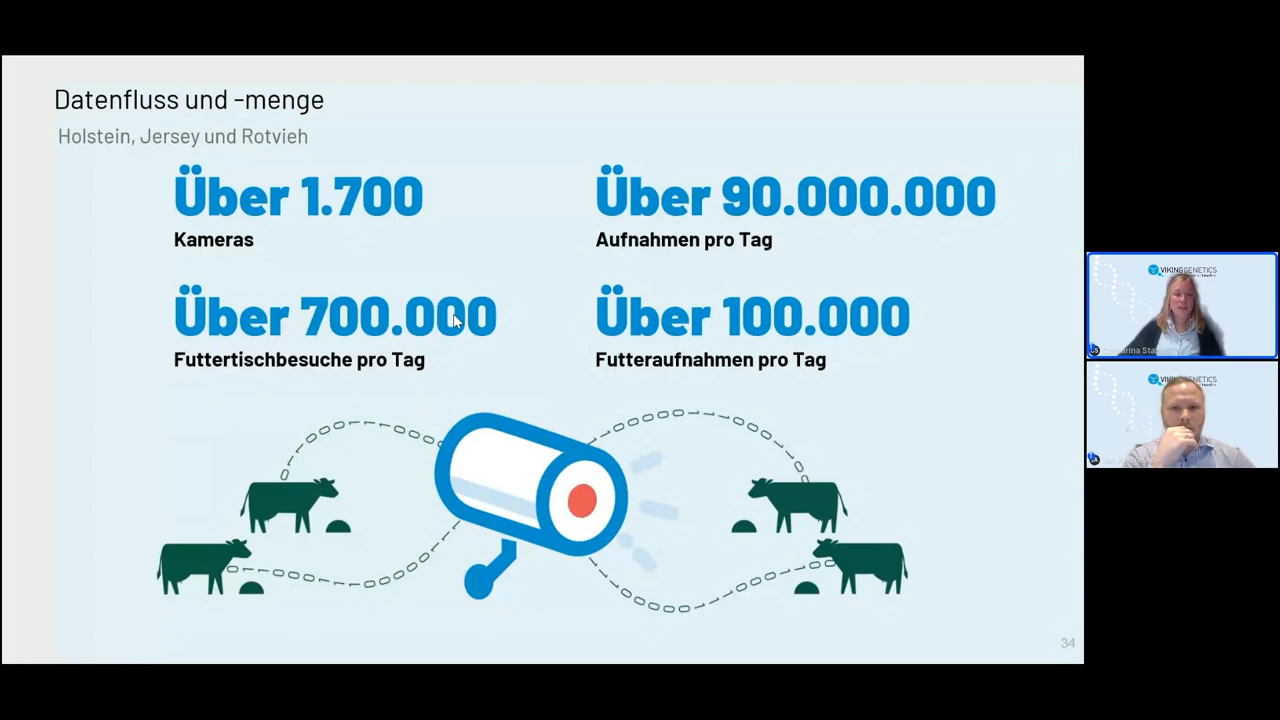 Datenfluss und -menge
Holstein, Jersey und Rotvieh
Über 1.700
Kameras
Über 90.000.000
Aufnahmen pro Tag
Über 700.000
Futtertischbesuche pro Tag
Über 100.000
Futteraufnahmen pro Tag
34
VIKINGGENETICS
VIKINGGENETICS